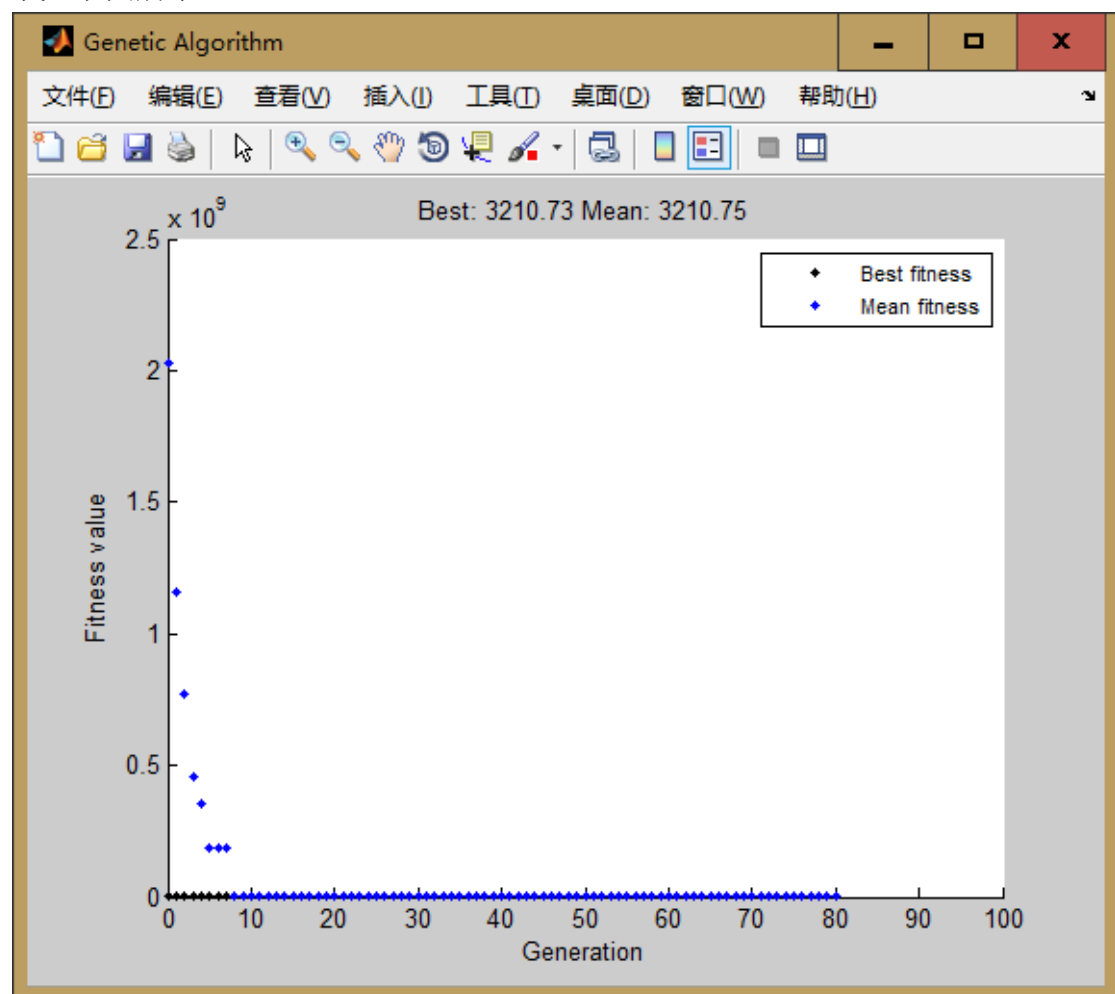 Genetic Algorithm
文件(F) 编辑(E) 查看(V) 插入(I) 工具(T) 桌面(D) 窗口(W) 帮助(H)
x 10^9
Best: 3210.73 Mean: 3210.75
Best fitness
Mean fitness
2.5
2
1.5
1
0.5
0
Fitness value
0 10 20 30 40 50 60 70 80 90 100
Generation